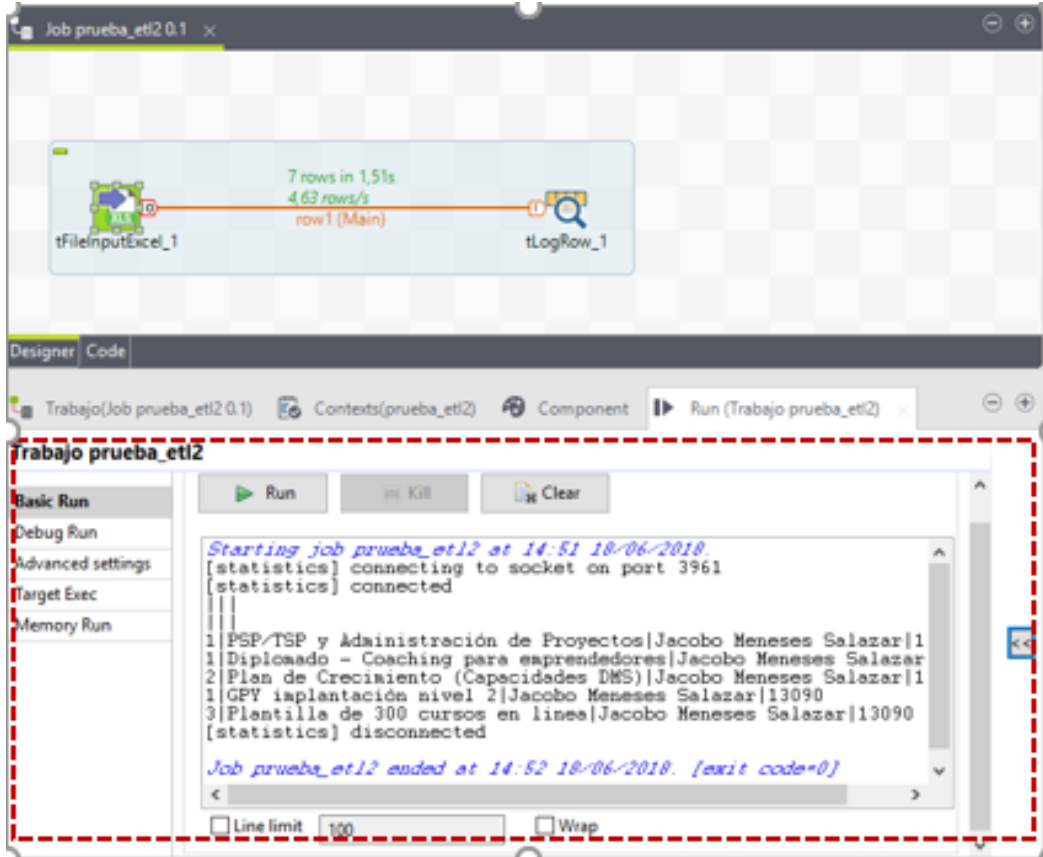 Job prueba_etl2 0.1
7 rows in 1,51s
4,63 rows/s
row1 (Main)
XLS
tFileInputExcel_1
tLogRow_1
Designer Code
Trabajo(Job prueba_etl2 0.1) Contexts(prueba_etl2) Component Run (Trabajo prueba_etl2)
Trabajo prueba_etl2
Basic Run
Debug Run
Advanced settings
Target Exec
Memory Run
Run Kill Clear
Starting job prueba_etl2 at 14:51 18/06/2018.
[statistics] connecting to socket on port 3961
[statistics] connected
|||
|||
1|PSP/TSP y Administración de Proyectos|Jacobo Meneses Salazar|1
1|Diplomado - Coaching para emprendedores|Jacobo Meneses Salazar
2|Plan de Crecimiento (Capacidades DMS)|Jacobo Meneses Salazar|1
1|GPY implantación nivel 2|Jacobo Meneses Salazar|13090
3|Plantilla de 300 cursos en linea|Jacobo Meneses Salazar|13090
[statistics] disconnected
Job prueba_etl2 ended at 14:52 18/06/2018. [exit code=0]
<<
Line limit 100 Wrap